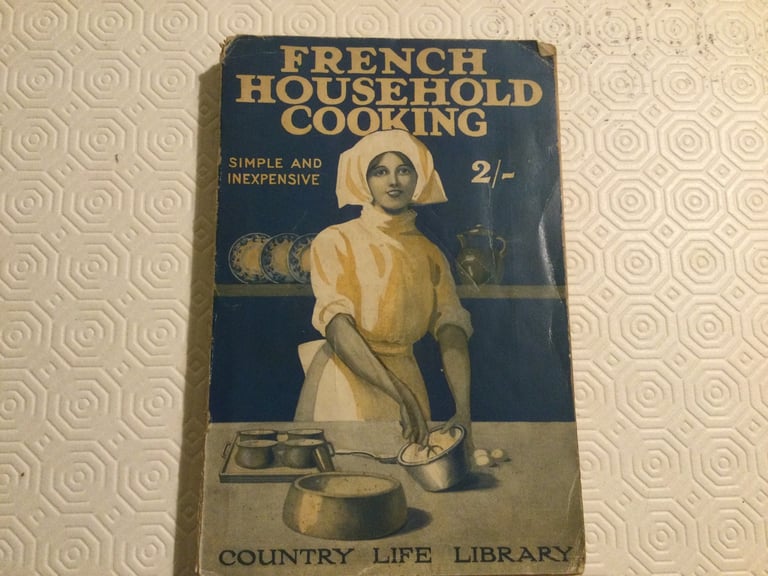 FRENCH
HOUSEHOLD
COOKING
SIMPLE AND
INEXPENSIVE
2/-
COUNTRY LIFE LIBRARY